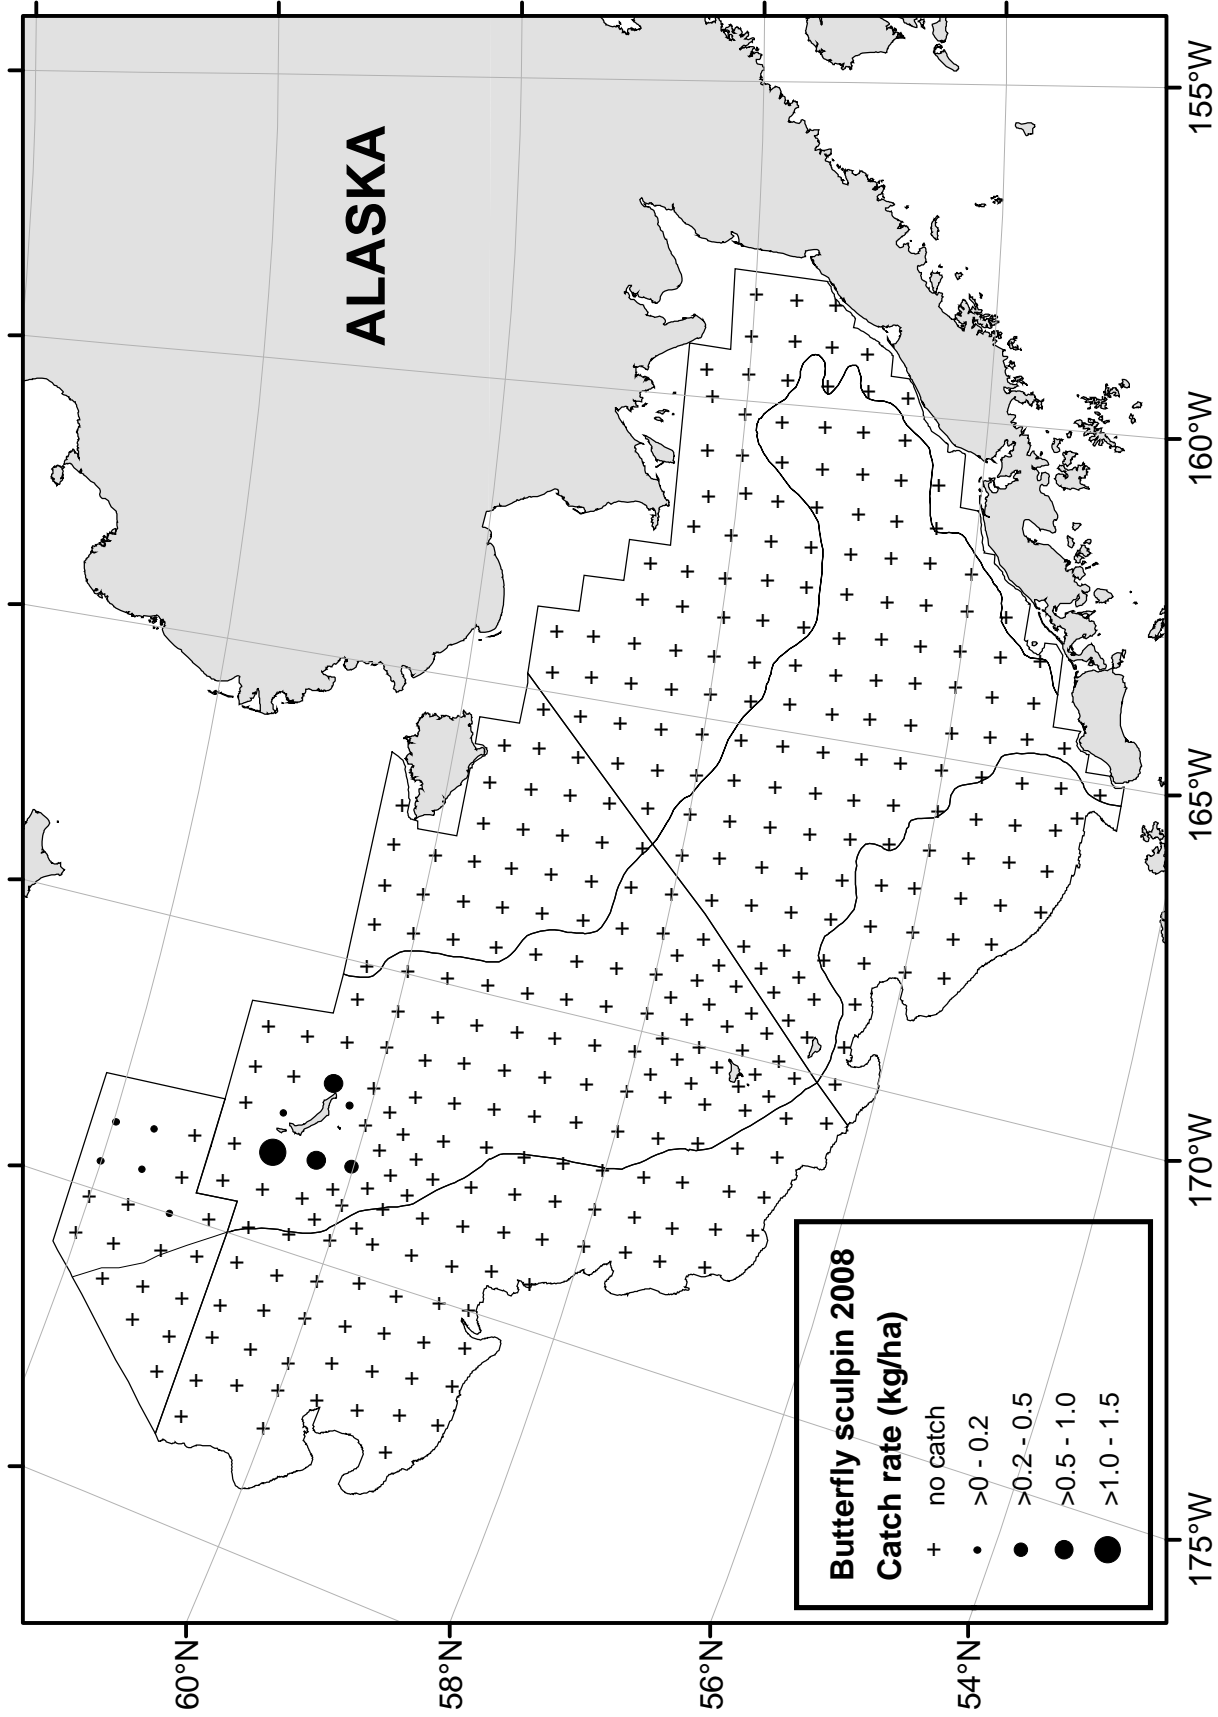 ALASKA
Butterfly sculpin 2008
Catch rate (kg/ha)
no catch
>0 - 0.2
>0.2 - 0.5
>0.5 - 1.0
>1.0 - 1.5
60°N
58°N
56°N
54°N
175°W
170°W
165°W
160°W
155°W